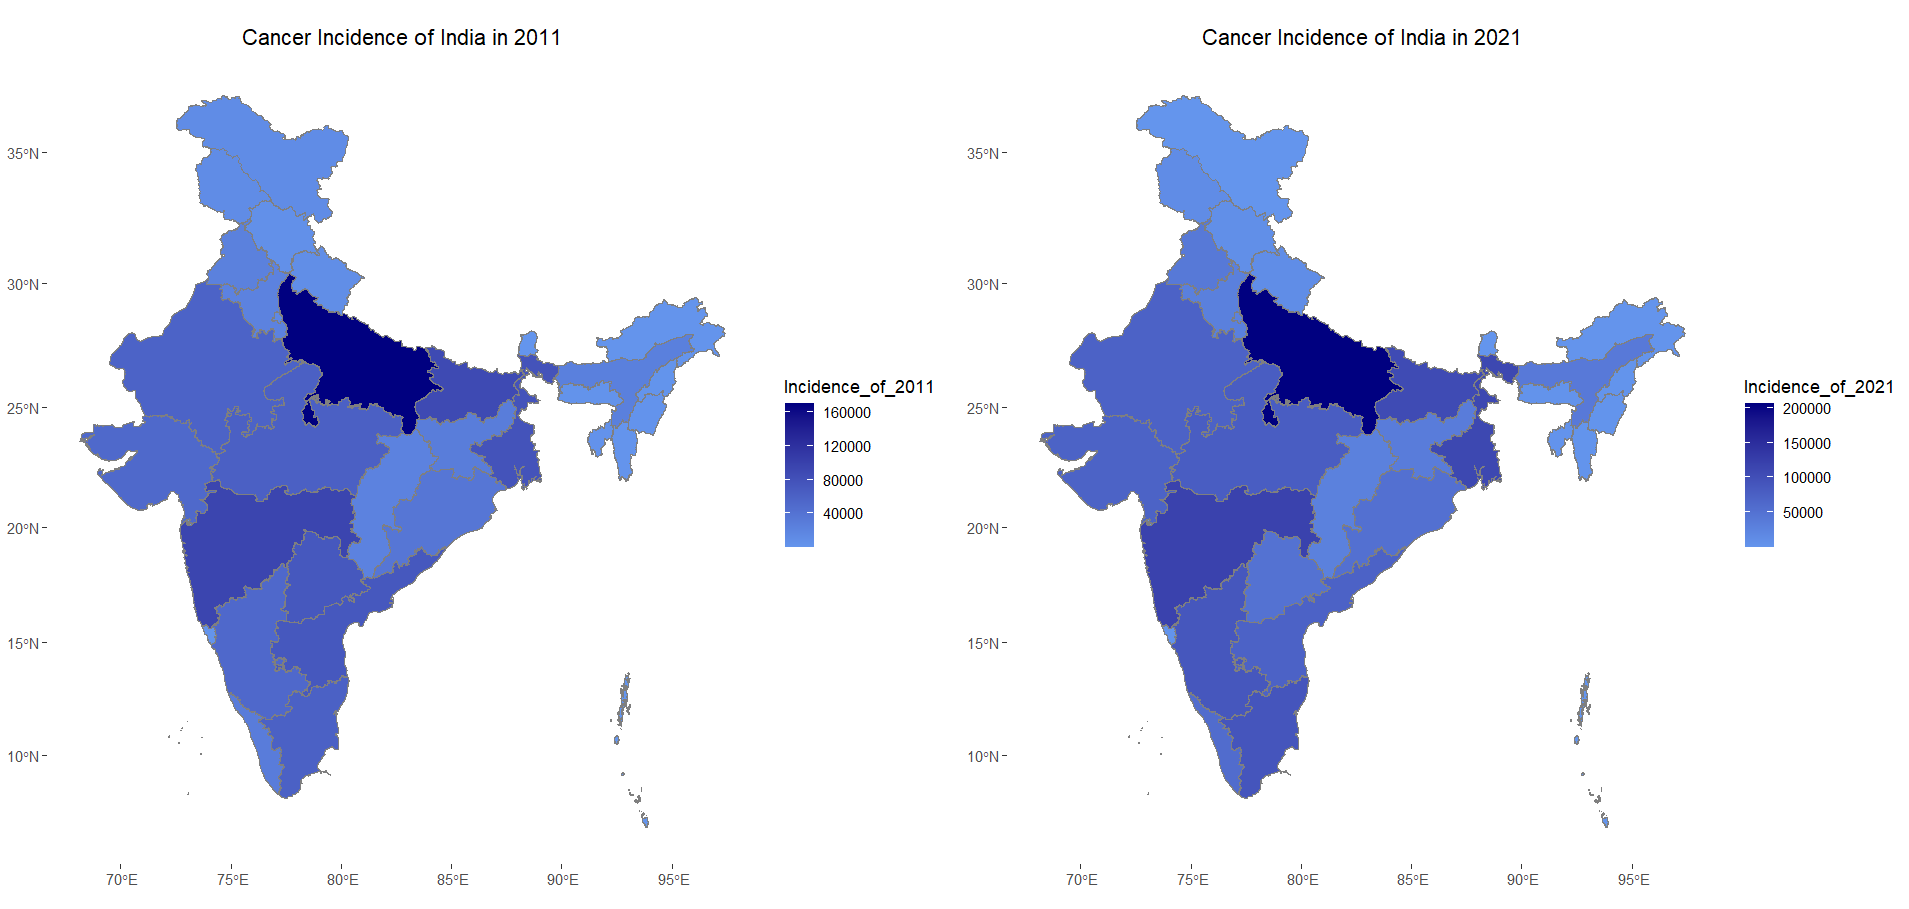 Cancer Incidence of India in 2011
35°N
30°N
25°N
20°N
15°N
10°N
70°E 75°E 80°E 85°E 90°E 95°E
Incidence_of_2011
160000
120000
80000
40000
Cancer Incidence of India in 2021
35°N
30°N
25°N
20°N
15°N
10°N
70°E 75°E 80°E 85°E 90°E 95°E
Incidence_of_2021
200000
150000
100000
50000